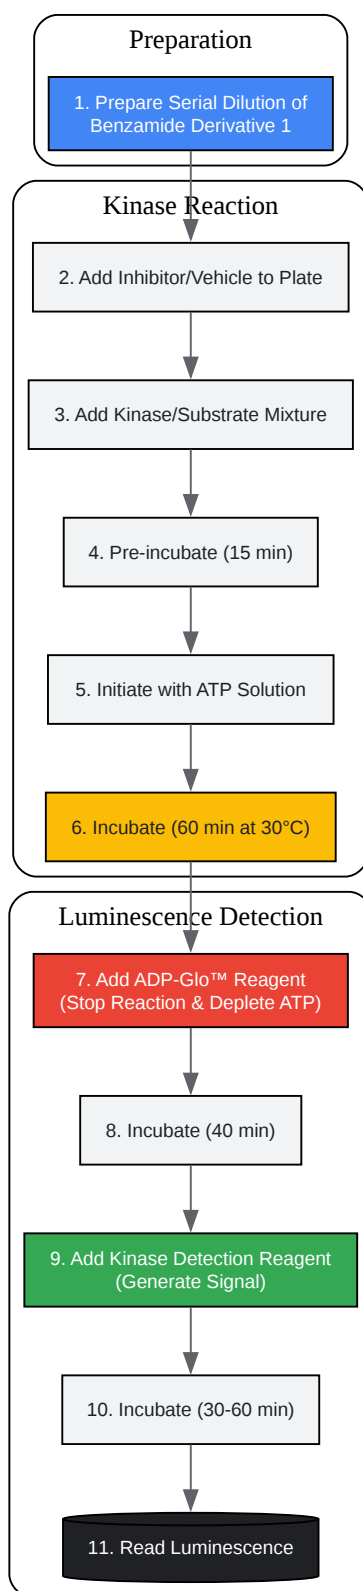 Preparation
1. Prepare Serial Dilution of
Benzamide Derivative 1
Kinase Reaction
2. Add Inhibitor/Vehicle to Plate
3. Add Kinase/Substrate Mixture
4. Pre-incubate (15 min)
5. Initiate with ATP Solution
6. Incubate (60 min at 30°C)
Luminescence Detection
7. Add ADP-Glo™ Reagent
(Stop Reaction & Deplete ATP)
8. Incubate (40 min)
9. Add Kinase Detection Reagent
(Generate Signal)
10. Incubate (30-60 min)
11. Read Luminescence